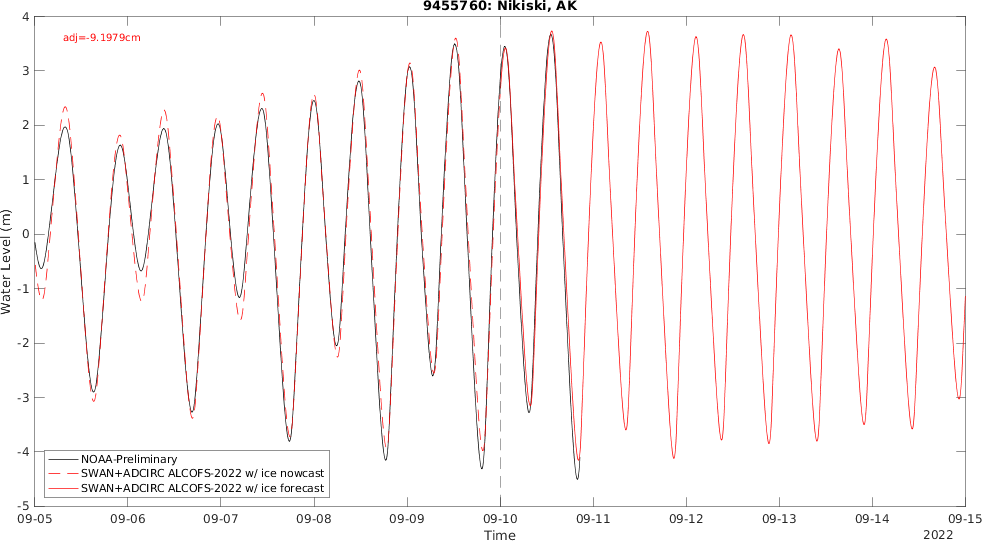 9455760: Nikiski, AK
adj=-9.1979cm
4
3
2
1
0
-1
-2
-3
-4
-5
Water Level (m)
NOAA-Preliminary
SWAN+ADCIRC ALCOFS-2022 w/ ice nowcast
SWAN+ADCIRC ALCOFS-2022 w/ ice forecast
09-05 09-06 09-07 09-08 09-09 09-10 09-11 09-12 09-13 09-14 09-15
Time
2022